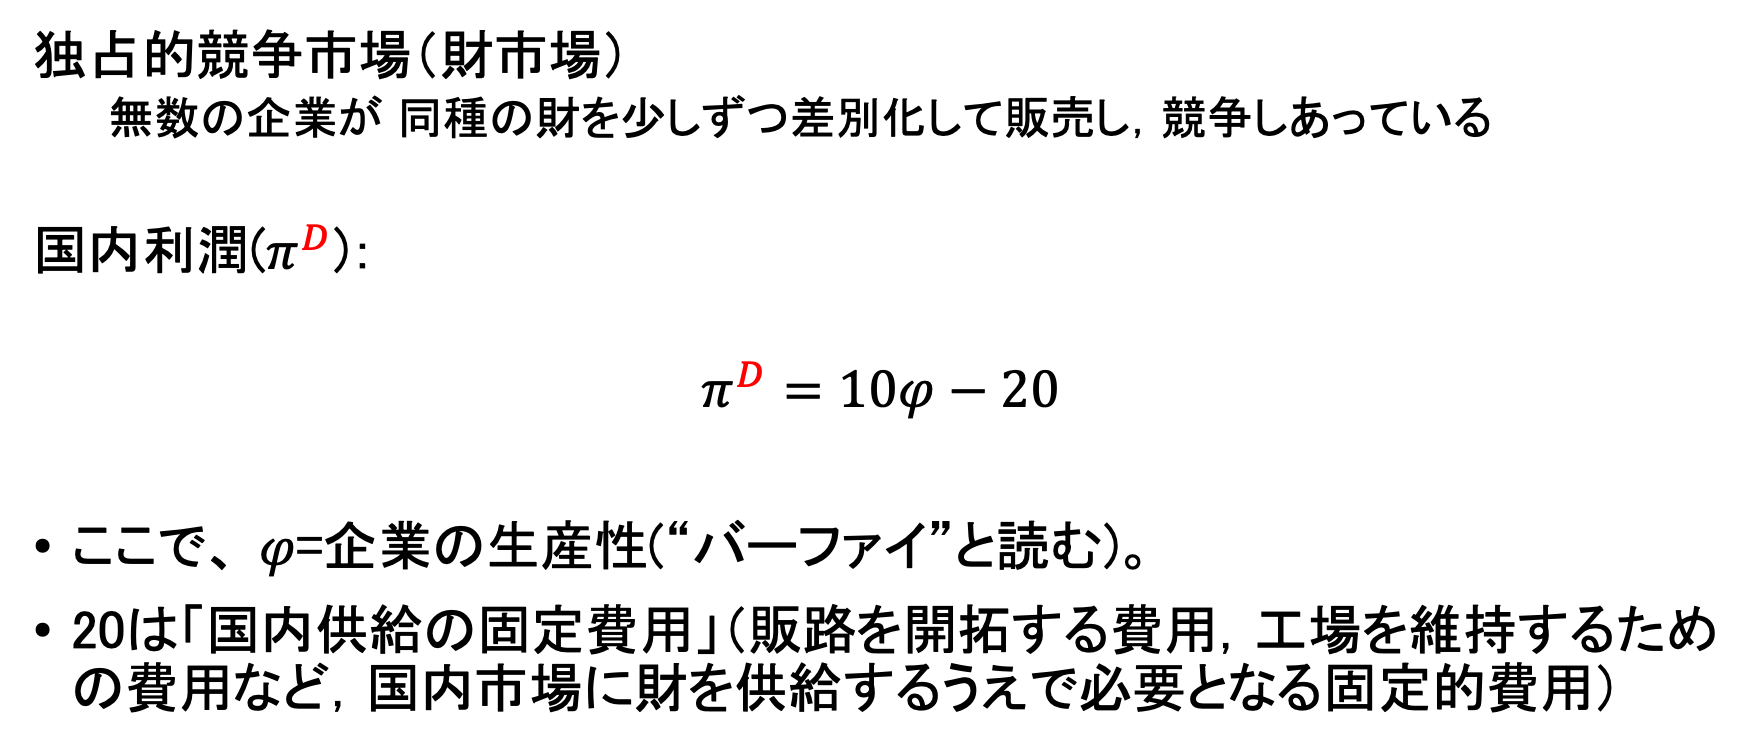 独占的競争市場（財市場）
無数の企業が 同種の財を少しずつ差別化して販売し，競争しあっている
国内利潤(𝜋^𝐷)：
𝜋^𝐷 = 10𝜑 − 20
• ここで、𝜑=企業の生産性(“バーファイ”と読む)。
• 20は「国内供給の固定費用」（販路を開拓する費用，工場を維持するため
の費用など，国内市場に財を供給するうえで必要となる固定的費用）